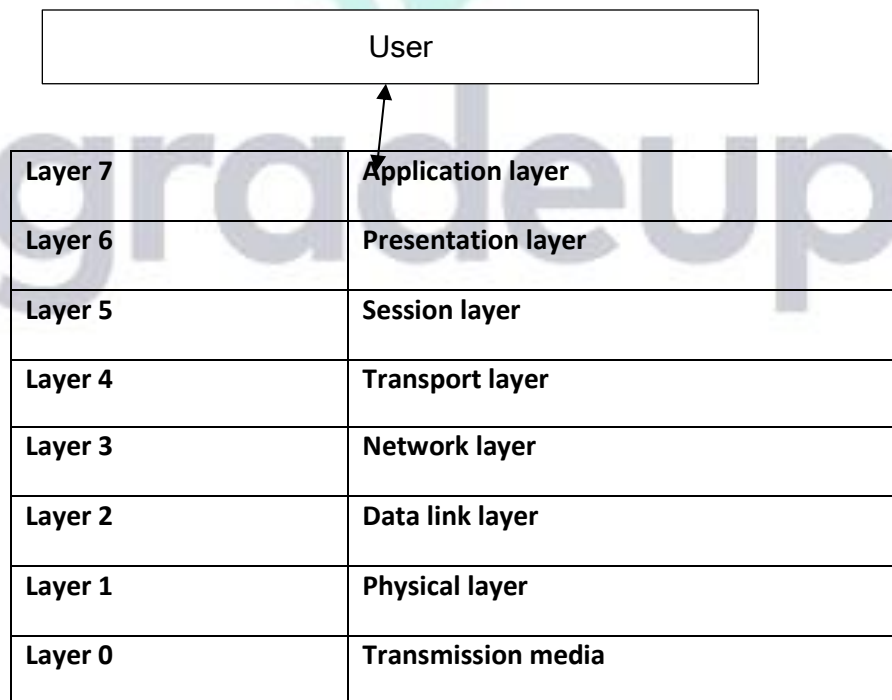 User
gradeup
Layer 7 Application layer
Layer 6 Presentation layer
Layer 5 Session layer
Layer 4 Transport layer
Layer 3 Network layer
Layer 2 Data link layer
Layer 1 Physical layer
Layer 0 Transmission media